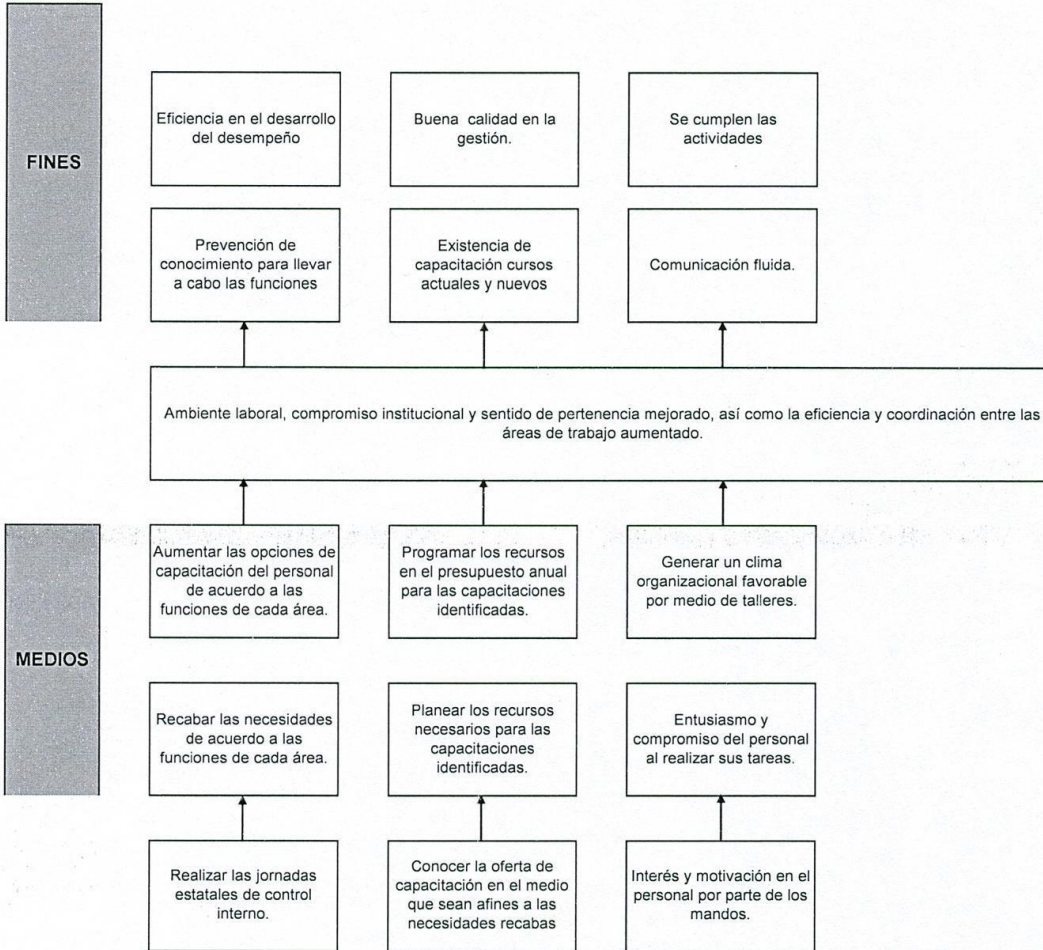 FINES
Eficiencia en el desarrollo
del desempeño
Buena calidad en la
gestión.
Se cumplen las
actividades
Prevención de
conocimiento para llevar
a cabo las funciones
Existencia de
capacitación cursos
actuales y nuevos
Comunicación fluida.
Ambiente laboral, compromiso institucional y sentido de pertenencia mejorado, así como la eficiencia y coordinación entre las
áreas de trabajo aumentado.
MEDIOS
Aumentar las opciones de
capacitación del personal
de acuerdo a las
funciones de cada área.
Programar los recursos
en el presupuesto anual
para las capacitaciones
identificadas.
Generar un clima
organizacional favorable
por medio de talleres.
Recabar las necesidades
de acuerdo a las
funciones de cada área.
Planear los recursos
necesarios para las
capacitaciones
identificadas.
Entusiasmo y
compromiso del personal
al realizar sus tareas.
Realizar las jornadas
estatales de control
interno.
Conocer la oferta de
capacitación en el medio
que sean afines a las
necesidades recabas
Interés y motivación en el
personal por parte de los
mandos.